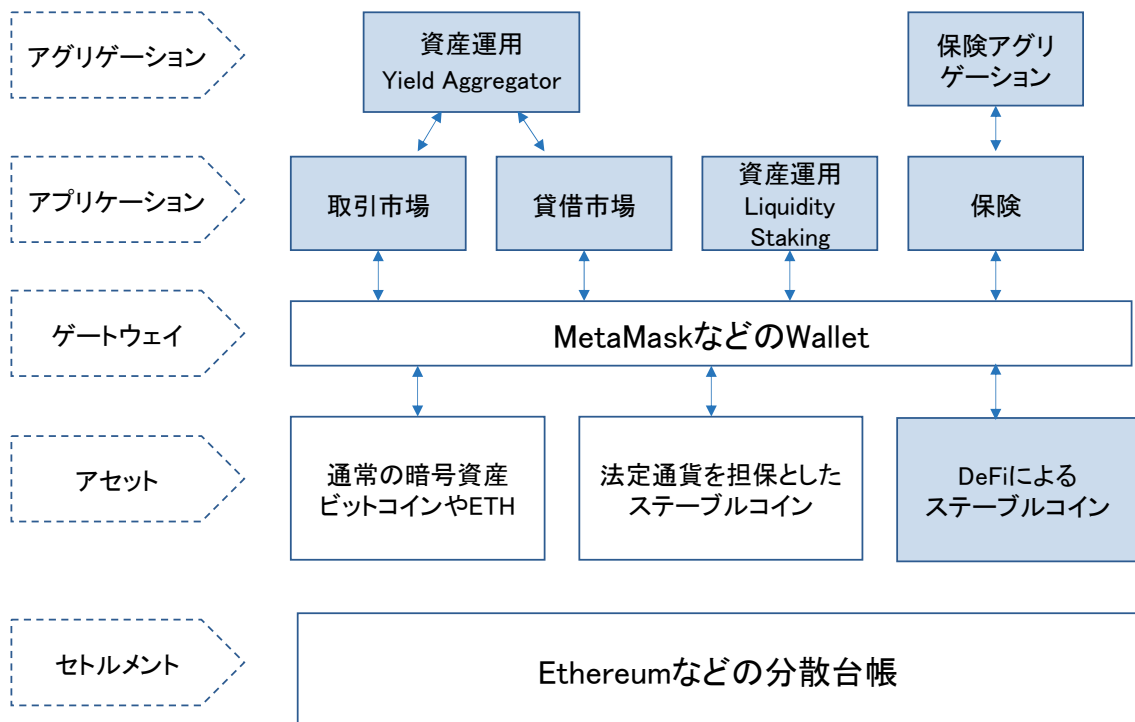 アグリゲーション
資産運用
Yield Aggregator
保険アグリ
ゲーション
アプリケーション
取引市場
貸借市場
資産運用
Liquidity
Staking
保険
ゲートウェイ
MetaMaskなどのWallet
アセット
通常の暗号資産
ビットコインやETH
法定通貨を担保とした
ステーブルコイン
DeFiによる
ステーブルコイン
セトルメント
Ethereumなどの分散台帳